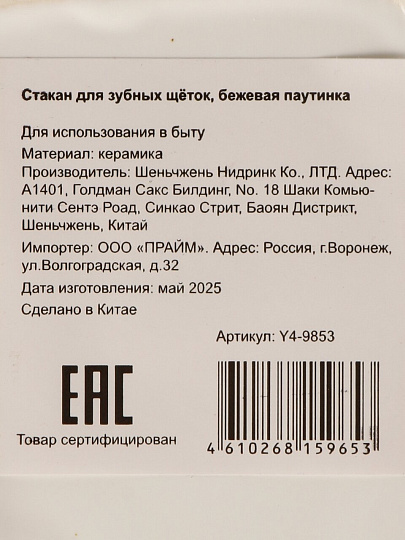 Стакан для зубных щёток, бежевая паутинка
Для использования в быту
Материал: керамика
Производитель: Шеньчжень Нидринк Ко., ЛТД. Адрес:
А1401, Голдман Сакс Билдинг, No. 18 Шаки Комью-
нити Сентэ Роад, Синкао Стрит, Баоян Дистрикт,
Шеньчжень, Китай
Импортер: ООО «ПРАЙМ». Адрес: Россия, г.Воронеж,
ул.Волгоградская, д.32
Дата изготовления: май 2025
Сделано в Китае
Артикул: Y4-9853
EAC
Товар сертифицирован
4 610268 159653